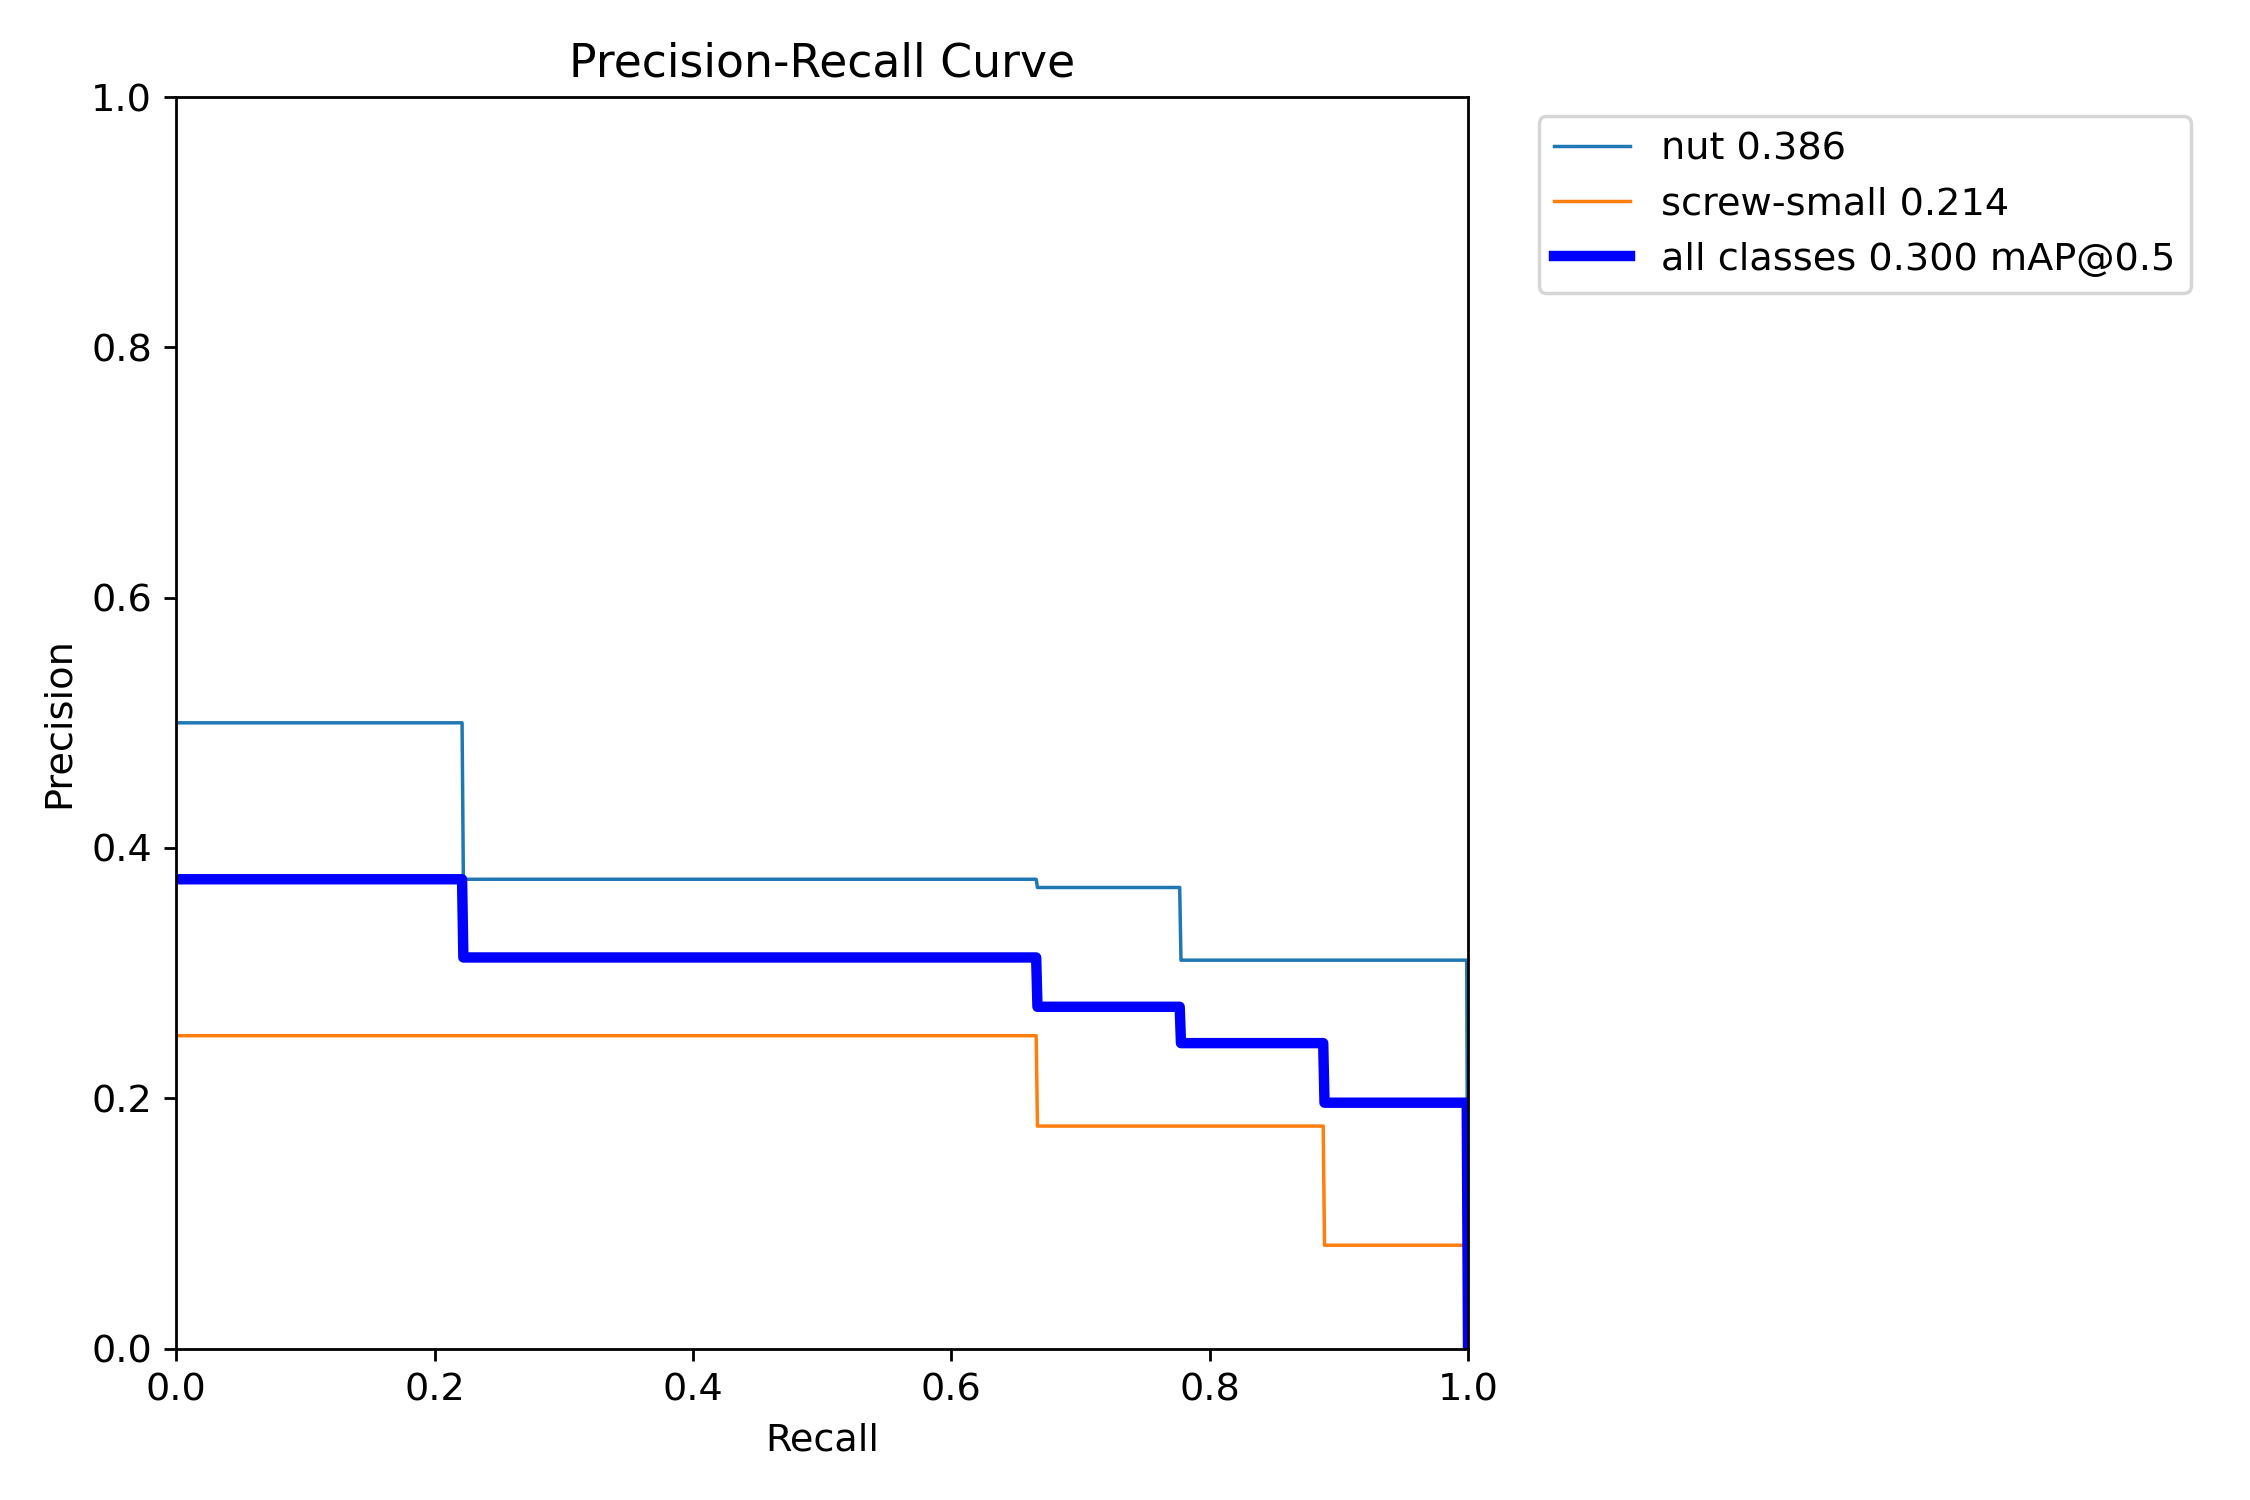 Precision-Recall Curve
1.0
0.8
0.6
0.4
0.2
0.0
Precision
0.0 0.2 0.4 0.6 0.8 1.0
Recall
nut 0.386
screw-small 0.214
all classes 0.300 mAP@0.5